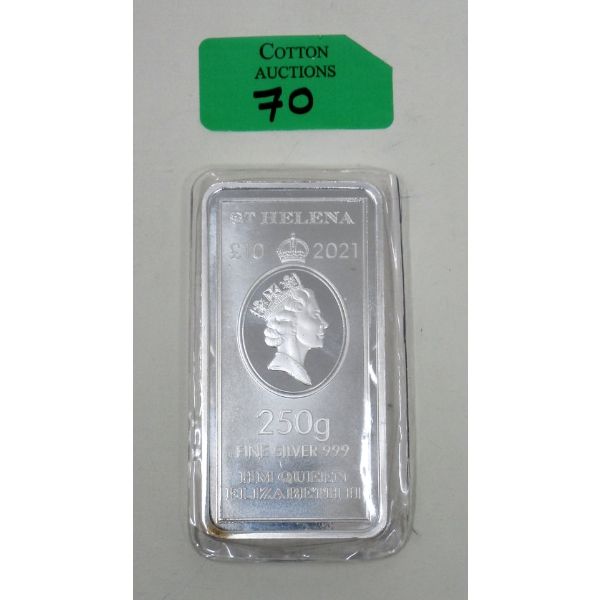 COTTON
AUCTIONS
70
ST HELENA
£10 2021
250g
FINE SILVER 999
HM QUEEN
ELIZABETH II